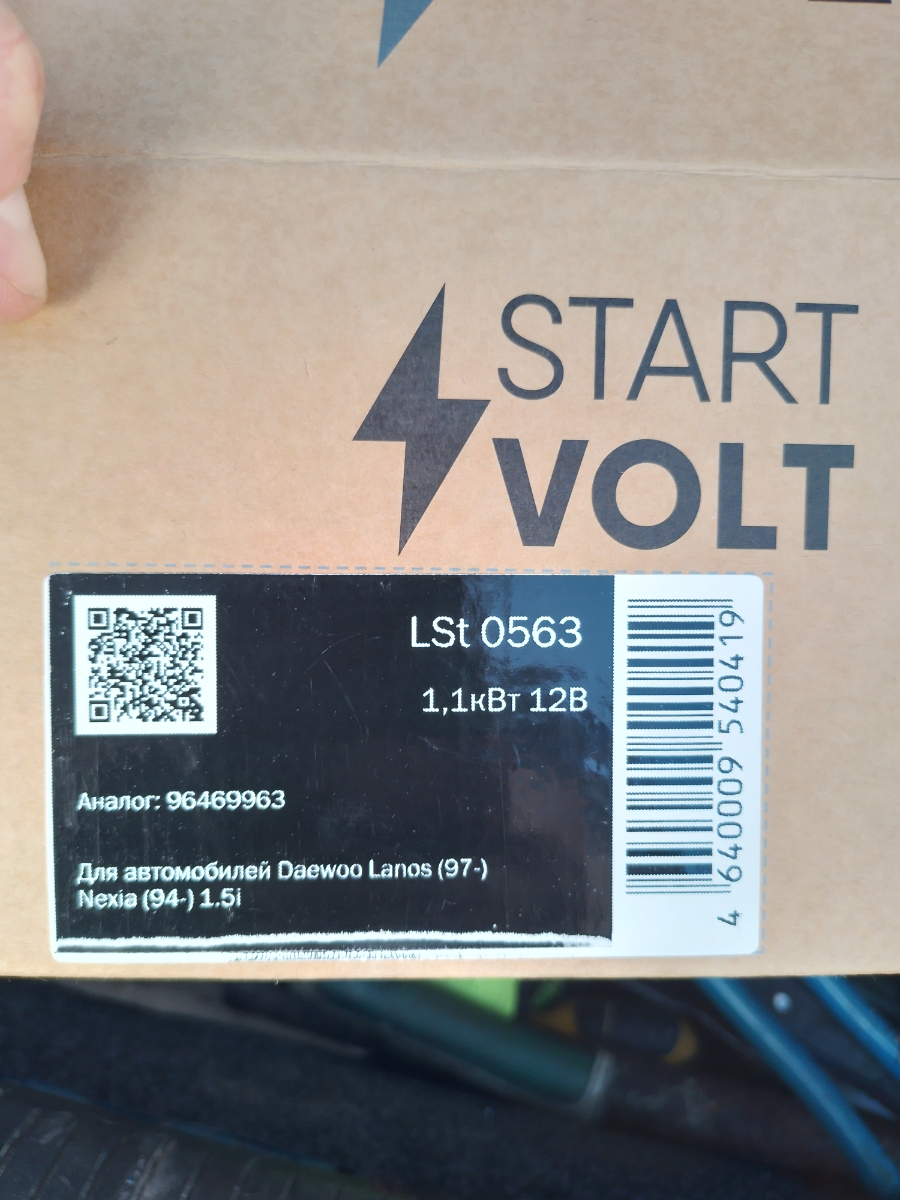 START
VOLT
LSt 0563
1,1кВт 12В
Аналог: 96469963
Для автомобилей Daewoo Lanos (97-)
Nexia (94-) 1.5i
4 640009 540419